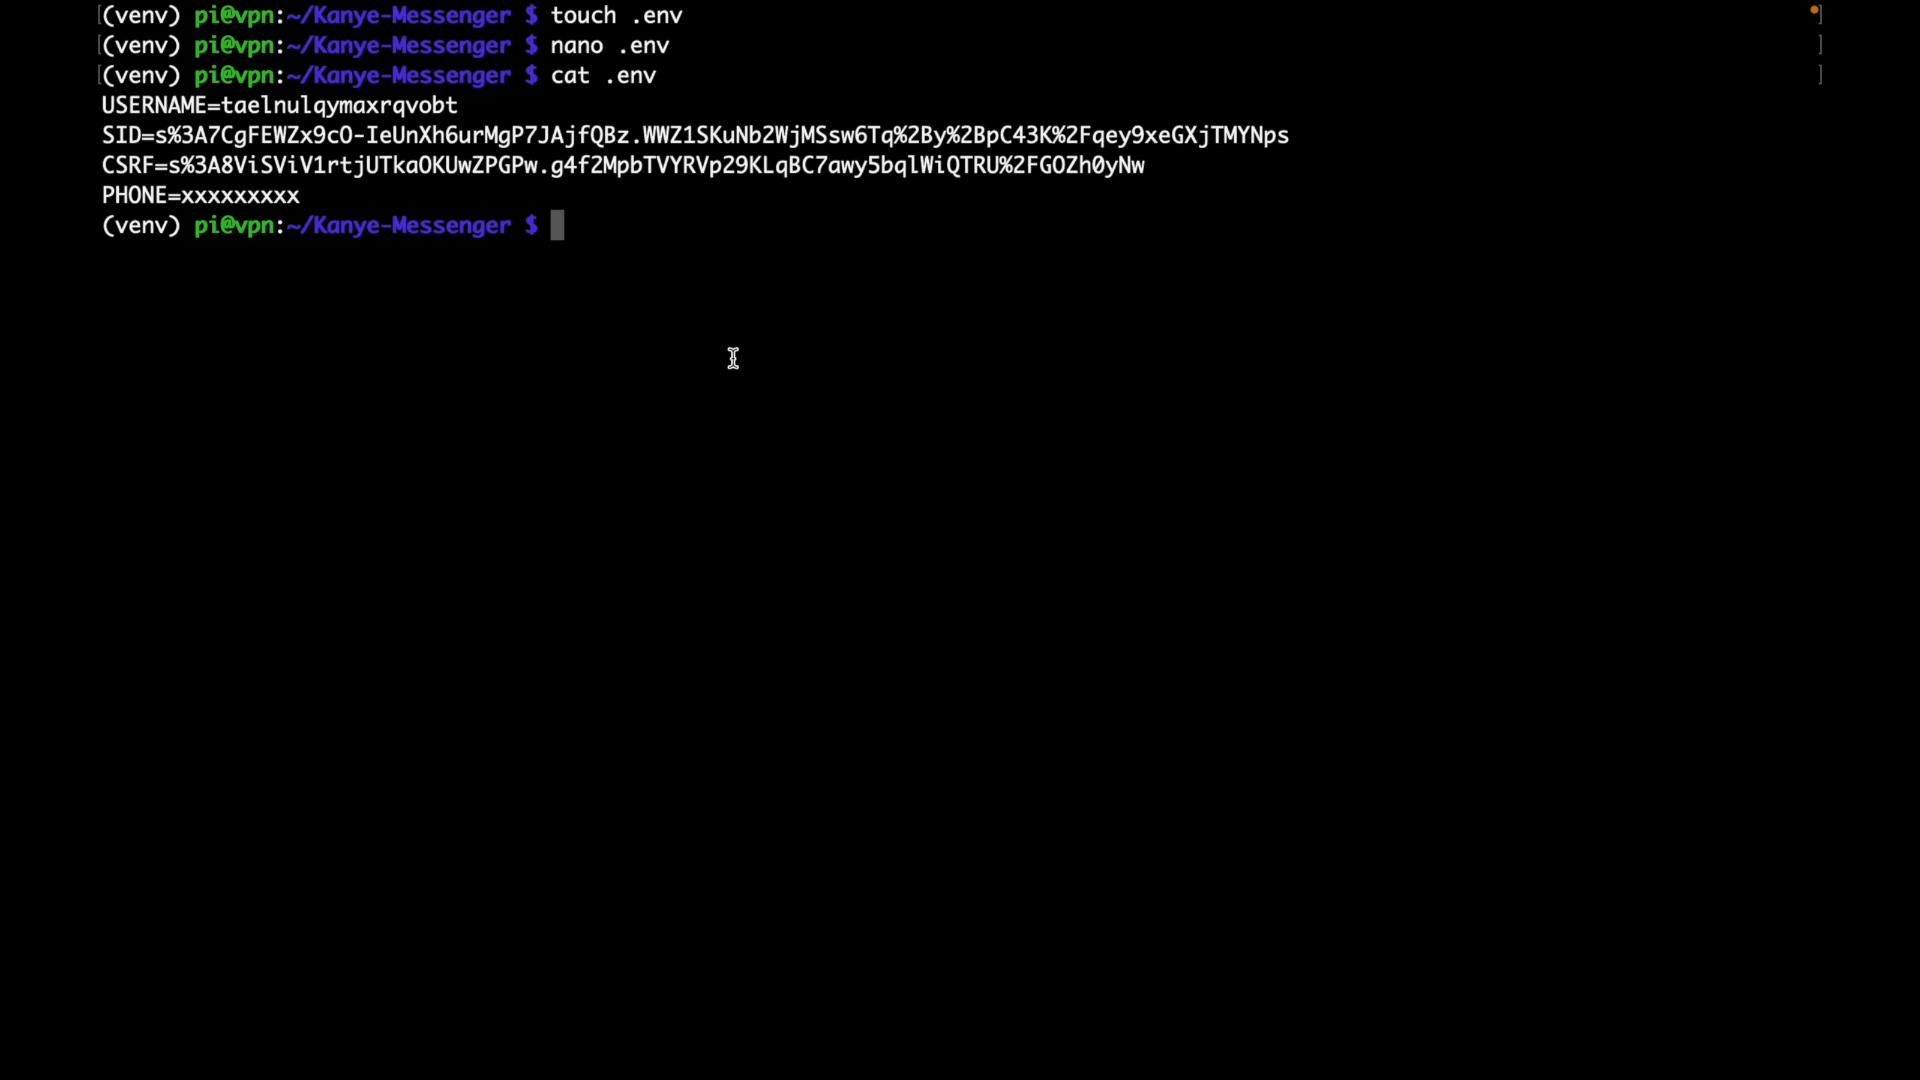 [(venv) pi@vpn:~/Kanye-Messenger $ touch .env ]
[(venv) pi@vpn:~/Kanye-Messenger $ nano .env ]
[(venv) pi@vpn:~/Kanye-Messenger $ cat .env ]
USERNAME=taelnulqymaxrqvobt
SID=s%3A7CgFEWZx9cO-IeUnXh6urMgP7JAjfQBz.WWZ1SKuNb2WjMSsw6Tq%2By%2BpC43K%2Fqey9xeGXjTMYNps
CSRF=s%3A8ViSViV1rtjUTkaOKUwZPGPw.g4f2MpbTVYRVp29KLqBC7awy5bqlWiQTRU%2FGOZh0yNw
PHONE=xxxxxxxxx
(venv) pi@vpn:~/Kanye-Messenger $